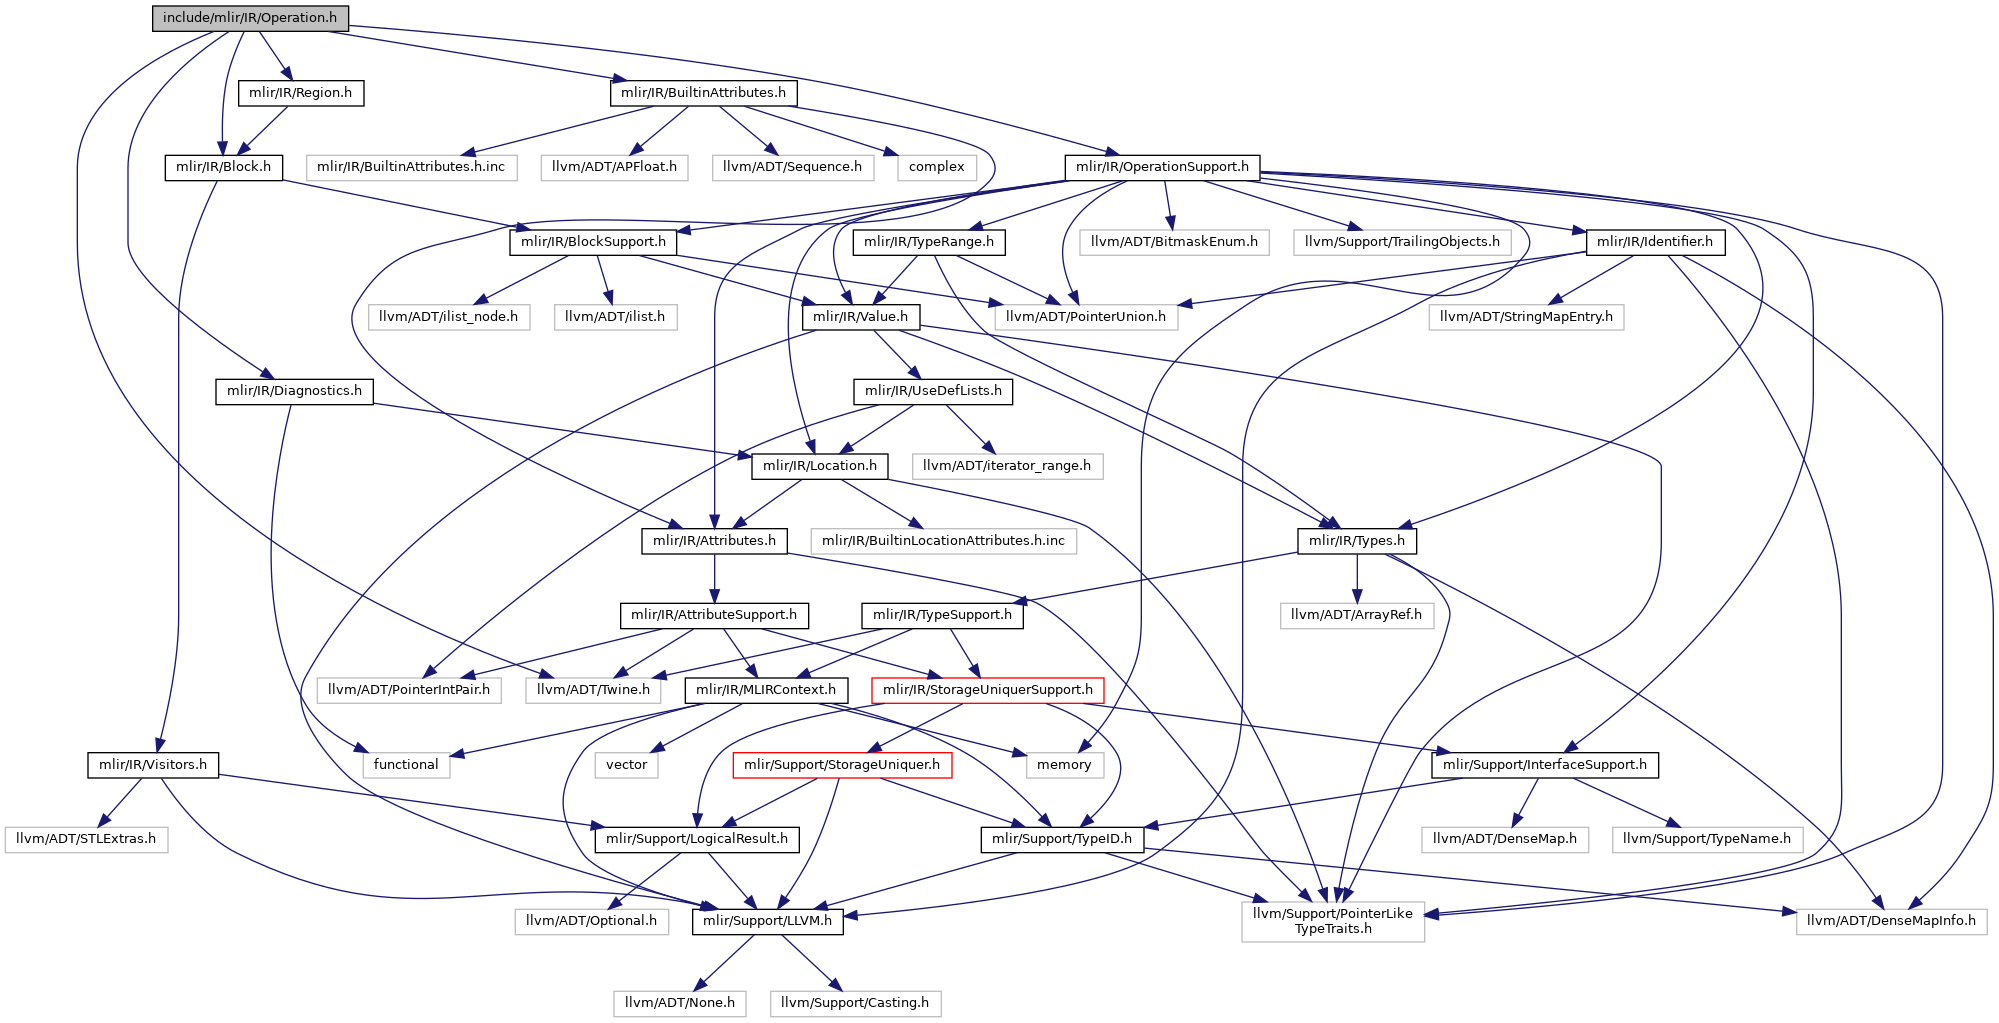 include/mlir/IR/Operation.h
mlir/IR/Region.h
mlir/IR/BuiltinAttributes.h
mlir/IR/Block.h
mlir/IR/BuiltinAttributes.h.inc
llvm/ADT/APFloat.h
llvm/ADT/Sequence.h
complex
mlir/IR/OperationSupport.h
mlir/IR/BlockSupport.h
mlir/IR/TypeRange.h
llvm/ADT/BitmaskEnum.h
llvm/Support/TrailingObjects.h
mlir/IR/Identifier.h
llvm/ADT/ilist_node.h
llvm/ADT/ilist.h
mlir/IR/Value.h
llvm/ADT/PointerUnion.h
llvm/ADT/StringMapEntry.h
mlir/IR/Diagnostics.h
mlir/IR/UseDefLists.h
mlir/IR/Location.h
llvm/ADT/iterator_range.h
mlir/IR/Attributes.h
mlir/IR/BuiltinLocationAttributes.h.inc
mlir/IR/Types.h
mlir/IR/AttributeSupport.h
mlir/IR/TypeSupport.h
llvm/ADT/ArrayRef.h
llvm/ADT/PointerIntPair.h
llvm/ADT/Twine.h
mlir/IR/MLIRContext.h
mlir/IR/StorageUniquerSupport.h
mlir/IR/Visitors.h
functional
vector
mlir/Support/StorageUniquer.h
memory
mlir/Support/InterfaceSupport.h
llvm/ADT/STLExtras.h
mlir/Support/LogicalResult.h
mlir/Support/TypeID.h
llvm/ADT/DenseMap.h
llvm/Support/TypeName.h
llvm/ADT/Optional.h
mlir/Support/LLVM.h
llvm/Support/PointerLike
TypeTraits.h
llvm/ADT/DenseMapInfo.h
llvm/ADT/None.h
llvm/Support/Casting.h